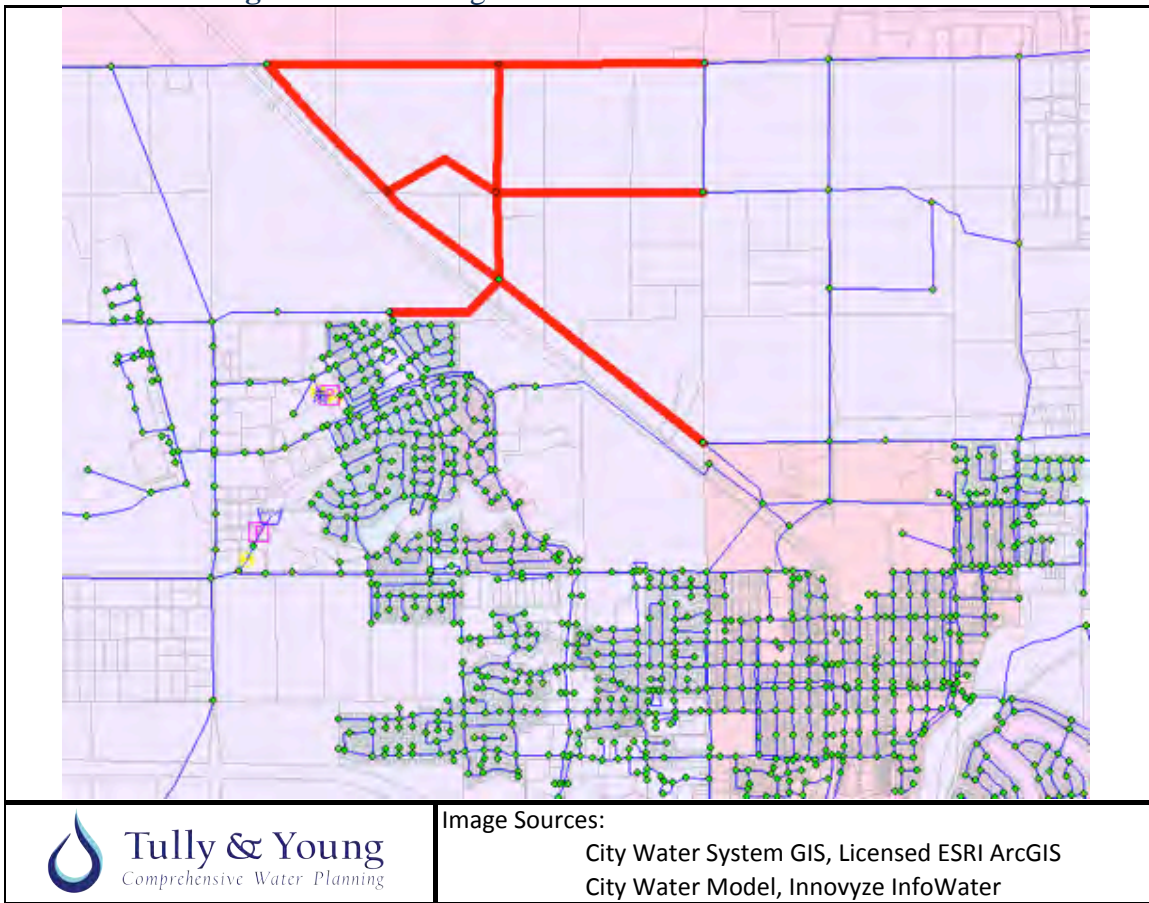 Tully & Young
Comprehensive Water Planning
Image Sources:
City Water System GIS, Licensed ESRI ArcGIS
City Water Model, Innovyze InfoWater